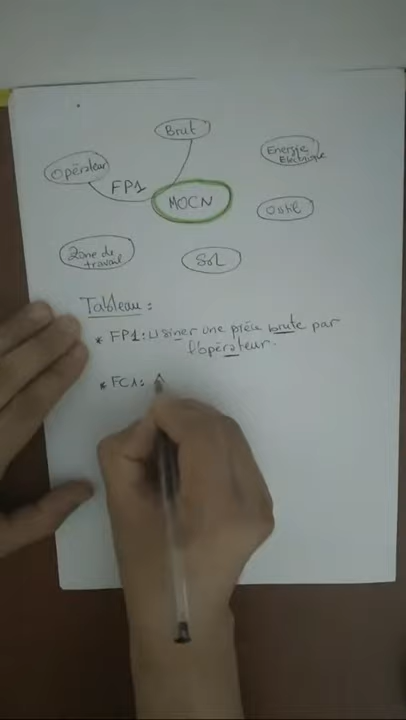 Brut
Opérateur
Energie
Electrique
FP1
MOCN
Outil
Zone de
travail
Sol
Tableau :
* FP1: Usiner une pièce brute par
l'opérateur.
* FC1: